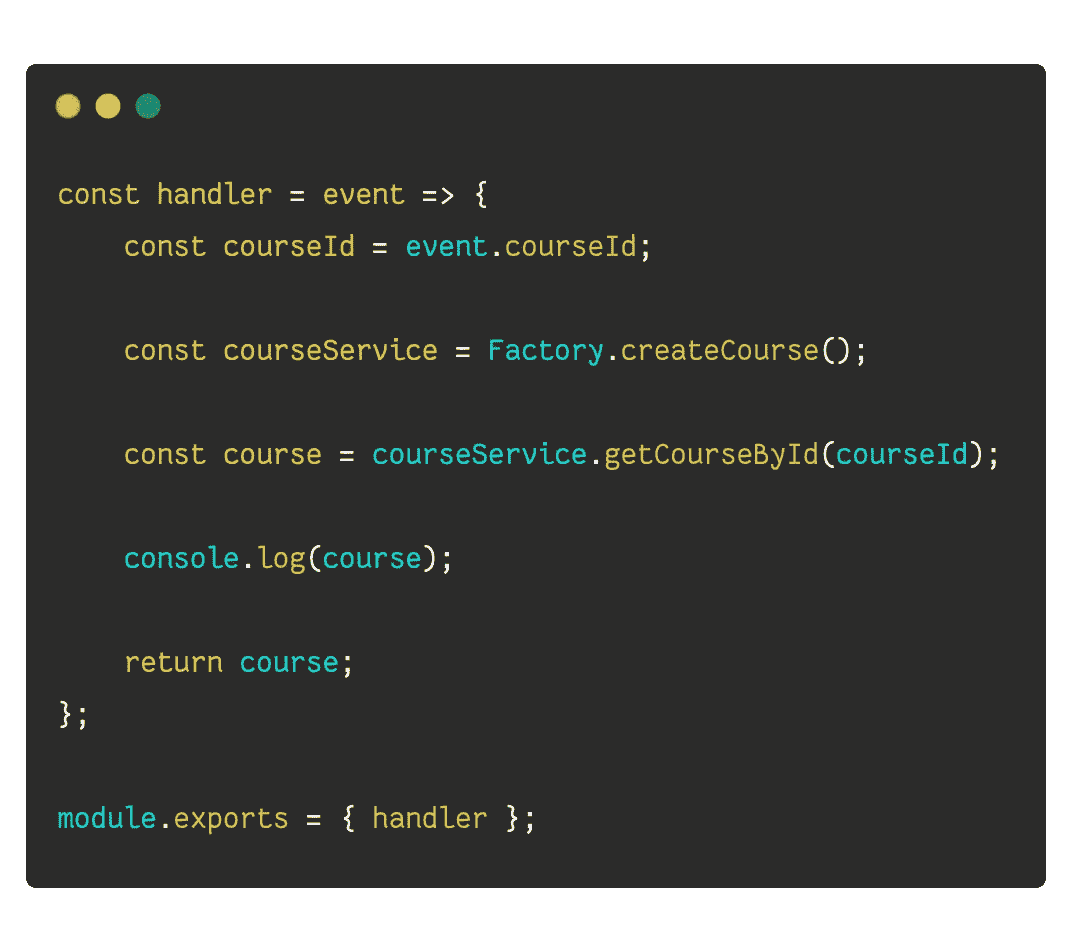 const handler = event => {
    const courseId = event.courseId;
    const courseService = Factory.createCourse();
    const course = courseService.getCourseById(courseId);
    console.log(course);
    return course;
};
module.exports = { handler };